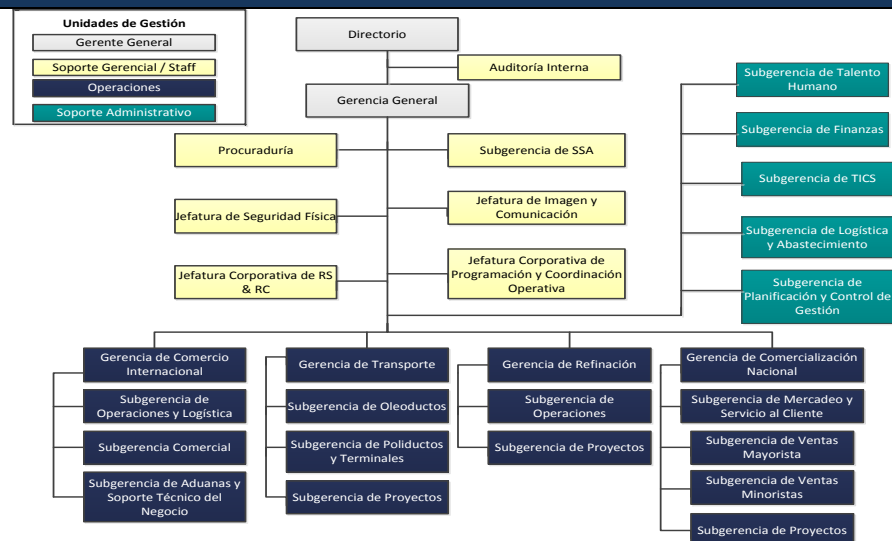 Unidades de Gestión
Gerente General
Soporte Gerencial / Staff
Operaciones
Soporte Administrativo
Directorio
Auditoría Interna
Gerencia General
Procuraduría
Subgerencia de SSA
Jefatura de Seguridad Física
Jefatura de Imagen y
Comunicación
Jefatura Corporativa de RS
& RC
Jefatura Corporativa de
Programación y Coordinación
Operativa
Subgerencia de Talento
Humano
Subgerencia de Finanzas
Subgerencia de TICS
Subgerencia de Logística
y Abastecimiento
Subgerencia de
Planificación y Control de
Gestión
Gerencia de Comercio
Internacional
Subgerencia de
Operaciones y Logística
Subgerencia Comercial
Subgerencia de Aduanas y
Soporte Técnico del
Negocio
Gerencia de Transporte
Subgerencia de Oleoductos
Subgerencia de Poliductos
y Terminales
Subgerencia de Proyectos
Gerencia de Refinación
Subgerencia de
Operaciones
Subgerencia de Proyectos
Gerencia de Comercialización
Nacional
Subgerencia de Mercadeo y
Servicio al Cliente
Subgerencia de Ventas
Mayorista
Subgerencia de Ventas
Minoristas
Subgerencia de Proyectos